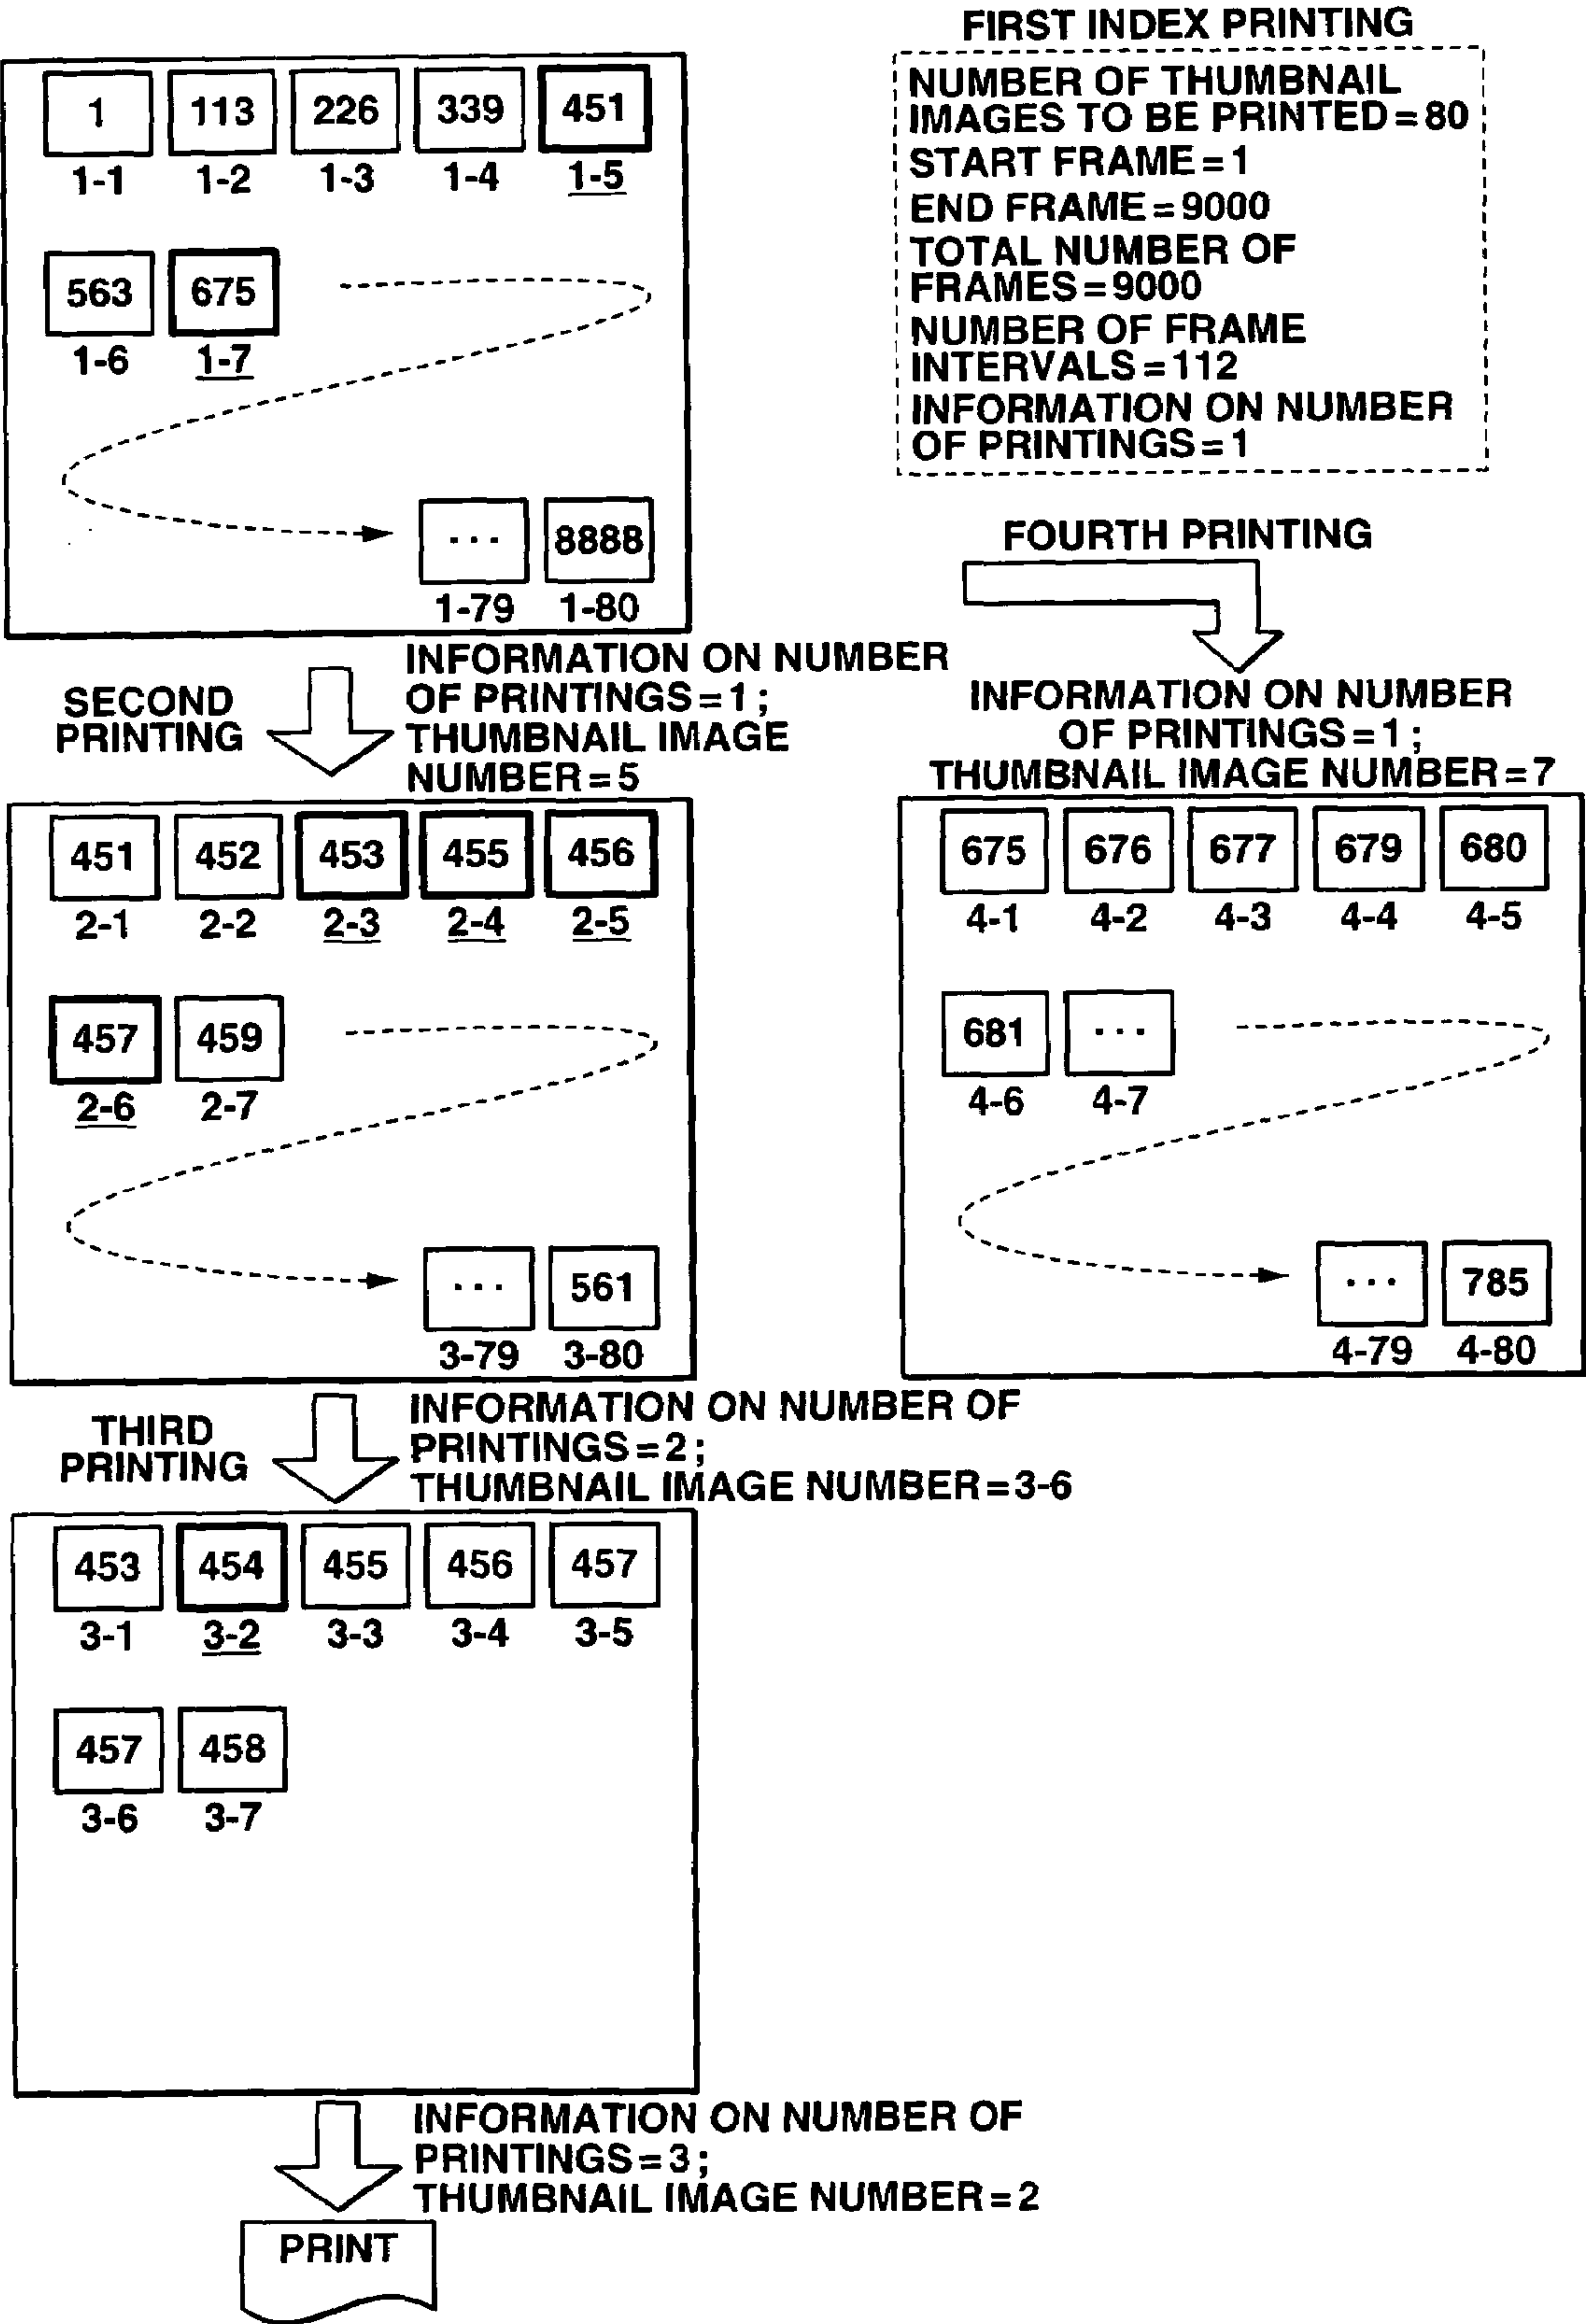 FIRST INDEX PRINTING
NUMBER OF THUMBNAIL
IMAGES TO BE PRINTED=80
START FRAME=1
END FRAME=9000
TOTAL NUMBER OF
FRAMES=9000
NUMBER OF FRAME
INTERVALS=112
INFORMATION ON NUMBER
OF PRINTINGS=1
1 113 226 339 451
1-1 1-2 1-3 1-4 1-5
563 675
1-6 1-7
... 8888
1-79 1-80
SECOND
PRINTING
INFORMATION ON NUMBER
OF PRINTINGS=1;
THUMBNAIL IMAGE
NUMBER=5
451 452 453 455 456
2-1 2-2 2-3 2-4 2-5
457 459
2-6 2-7
... 561
3-79 3-80
FOURTH PRINTING
INFORMATION ON NUMBER
OF PRINTINGS=1;
THUMBNAIL IMAGE NUMBER=7
675 676 677 679 680
4-1 4-2 4-3 4-4 4-5
681 ...
4-6 4-7
... 785
4-79 4-80
THIRD
PRINTING
INFORMATION ON NUMBER OF
PRINTINGS=2;
THUMBNAIL IMAGE NUMBER=3-6
453 454 455 456 457
3-1 3-2 3-3 3-4 3-5
457 458
3-6 3-7
INFORMATION ON NUMBER OF
PRINTINGS=3;
THUMBNAIL IMAGE NUMBER=2
PRINT